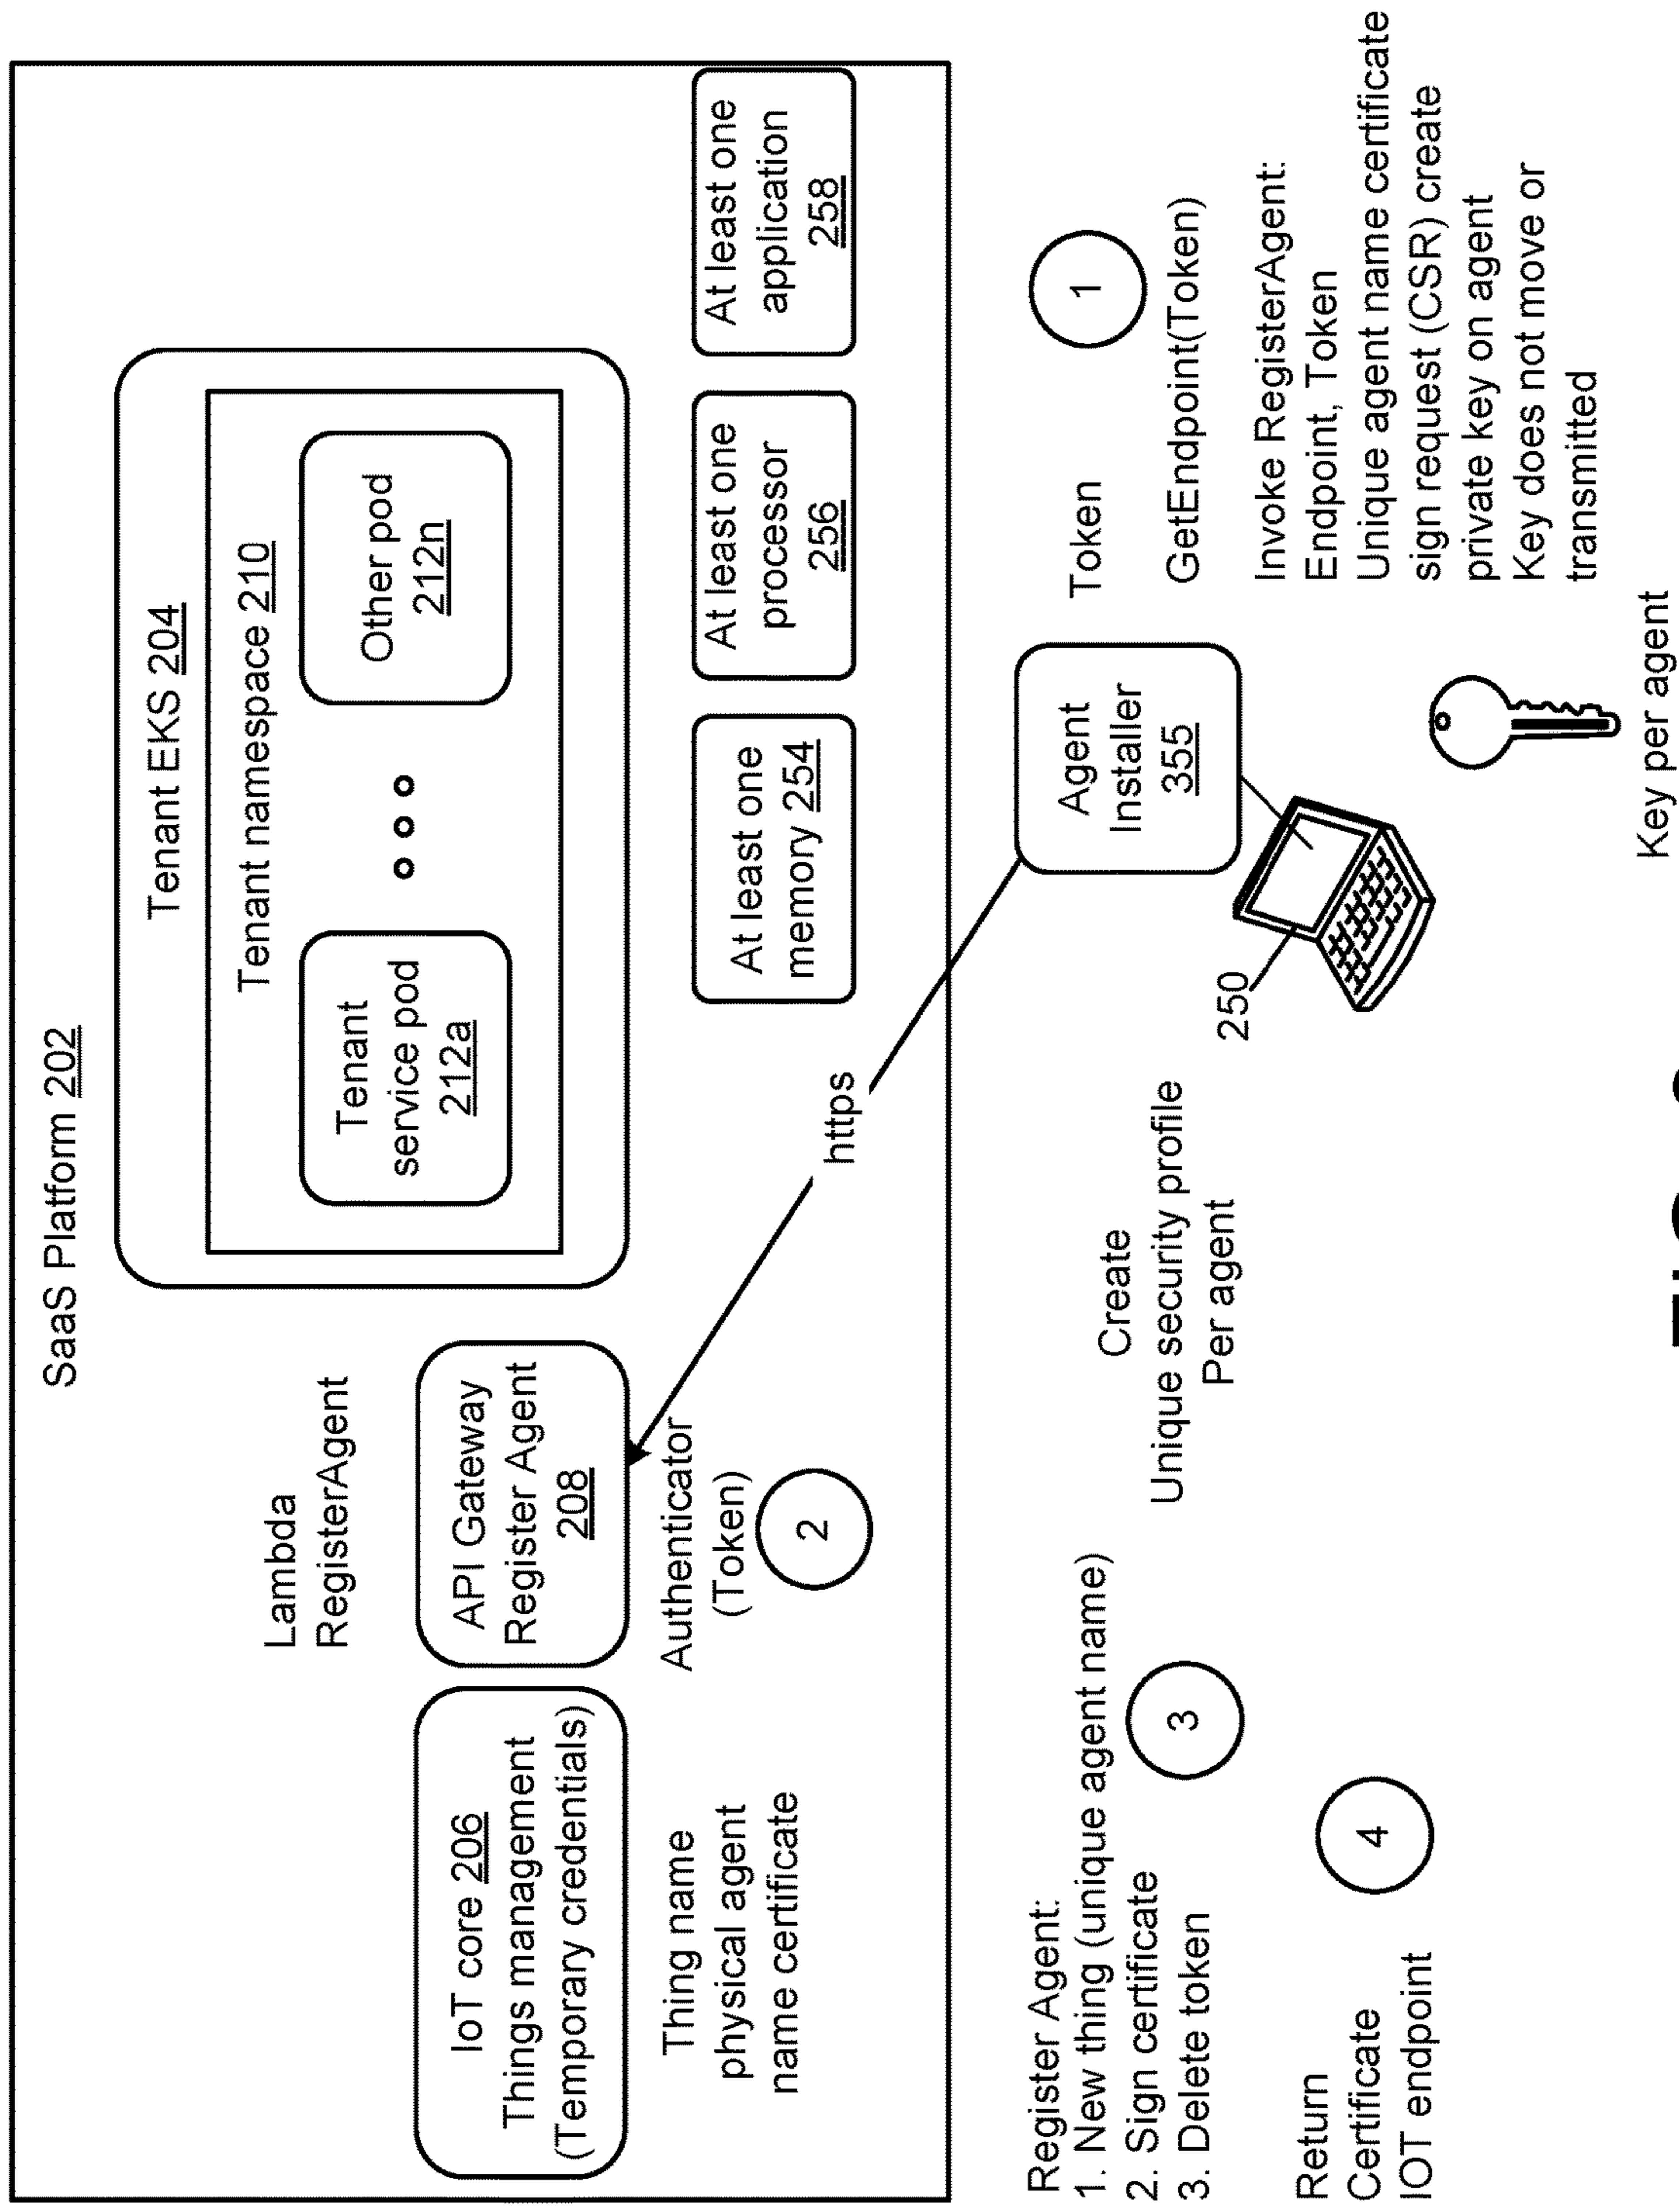 SaaS Platform 202
Lambda
RegisterAgent
IoT core 206
Things management
(Temporary credentials)
API Gateway
Register Agent
208
Thing name
physical agent
name certificate
Authenticator
(Token)
2
Tenant EKS 204
Tenant namespace 210
Tenant
service pod
212a
Other pod
212n
At least one
memory 254
At least one
processor
256
At least one
application
258
https
Register Agent:
1. New thing (unique agent name)
2. Sign certificate
3. Delete token
3
Return
Certificate
IOT endpoint
4
Create
Unique security profile
Per agent
250
Agent
Installer
355
Key per agent
Token
1
GetEndpoint(Token)
Invoke RegisterAgent:
Endpoint, Token
Unique agent name certificate
sign request (CSR) create
private key on agent
Key does not move or
transmitted